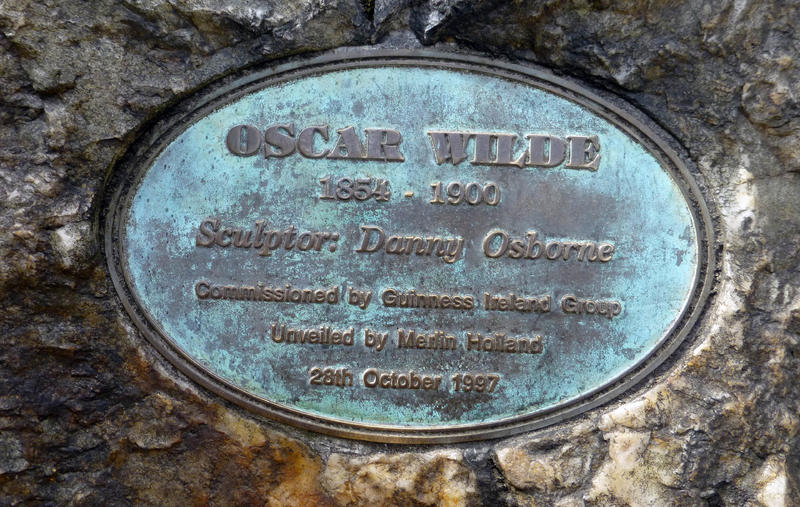 OSCAR WILDE
1854 - 1900
Sculptor: Danny Osborne
Commissioned by Guinness Ireland Group
Unveiled by Merlin Holland
28th October 1997